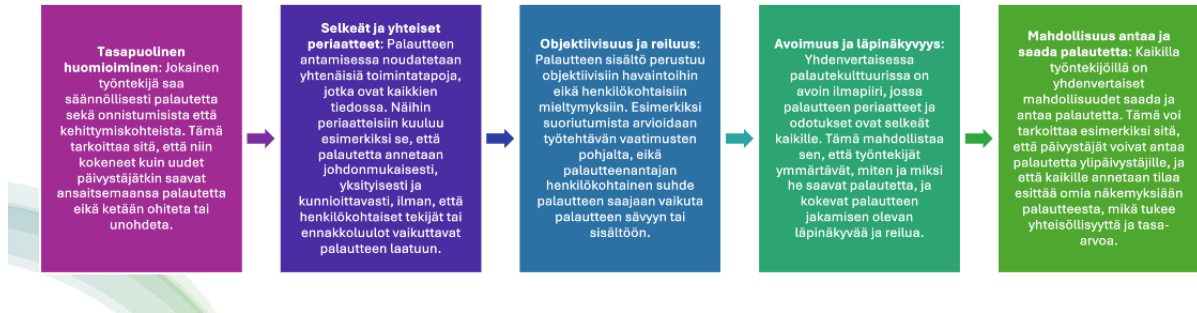 Tasapuolinen
huomioiminen: Jokainen
työntekijä saa
säännöllisesti palautetta
sekä onnistumisista että
kehittymiskohteista. Tämä
tarkoittaa sitä, että niin
kokeneet kuin uudet
päivystäjätkin saavat
ansaitsemaansa palautetta
eikä ketään ohiteta tai
unohdeta.
Selkeät ja yhteiset
periaatteet: Palautteen
antamisessa noudatetaan
yhtenäisiä toimintatapoja,
jotka ovat kaikkien
tiedossa. Näihin
periaatteisiin kuuluu
esimerkiksi se, että
palautetta annetaan
johdonmukaisesti,
yksityisesti ja
kunnioittavasti, ilman, että
henkilökohtaiset tekijät tai
ennakkoluulot vaikuttavat
palautteen laatuun.
Objektiivisuus ja reiluus:
Palautteen sisältö perustuu
objektiivisiin havaintoihin
eikä henkilökohtaisiin
mieltymyksiin. Esimerkiksi
suoriutumista arvioidaan
työtehtävän vaatimusten
pohjalta, eikä
palautteenantajan
henkilökohtainen suhde
palautteen saajaan vaikuta
palautteen sävyyn tai
sisältöön.
Avoimuus ja läpinäkyvyys:
Yhdenvertaisessa
palautekulttuurissa on
avoin ilmapiiri, jossa
palautteen periaatteet ja
odotukset ovat selkeät
kaikille. Tämä mahdollistaa
sen, että työntekijät
ymmärtävät, miten ja miksi
he saavat palautetta, ja
kokevat palautteen
jakamisen olevan
läpinäkyvää ja reilua.
Mahdollisuus antaa ja
saada palautetta: Kaikilla
työntekijöillä on
yhdenvertaiset
mahdollisuudet saada ja
antaa palautetta. Tämä voi
tarkoittaa esimerkiksi sitä,
että päivystäjät voivat antaa
palautetta ylipäivystäjille, ja
että kaikille annetaan tilaa
esittää omia näkemyksiään
palautteesta, mikä tukee
yhteisöllisyyttä ja tasa-
arvoa.